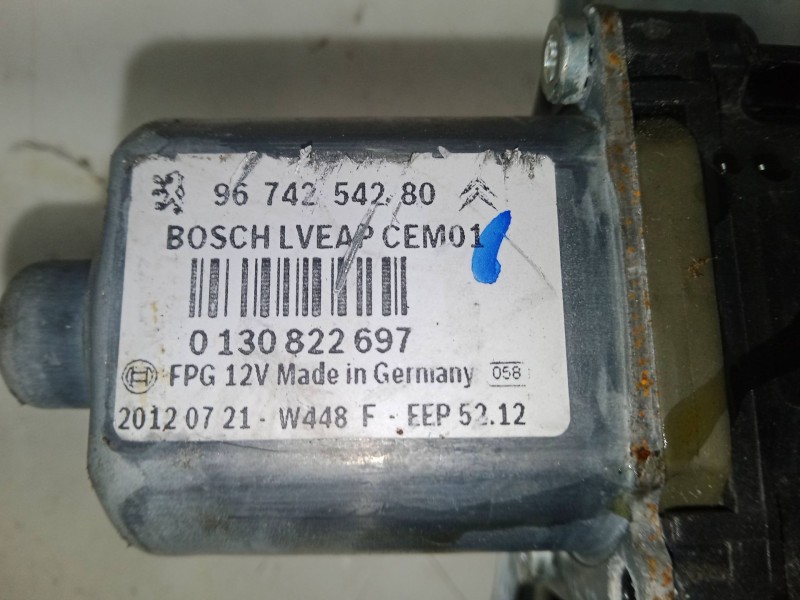 96 742 542 80
BOSCH LVEAP CEM01
0 130 822 697
FPG 12V Made in Germany 058
2012 07 21 - W448 F - EEP 52.12